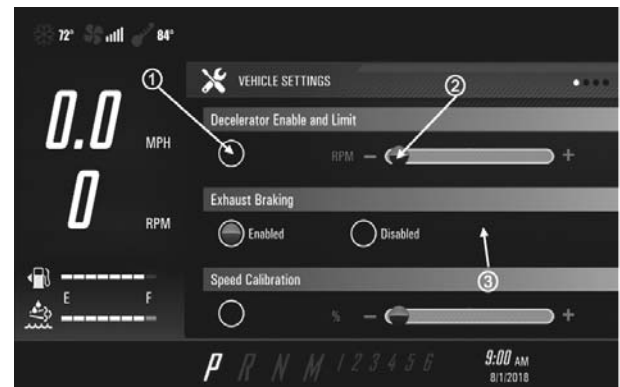 72° 84°
① VEHICLE SETTINGS ②
Decelerator Enable and Limit
0.0 MPH
RPM − +
Exhaust Braking
0 RPM
Enabled Disabled
③
Speed Calibration
E F
% − +
P R N M 1 2 3 4 5 6
9:00 AM
8/1/2018